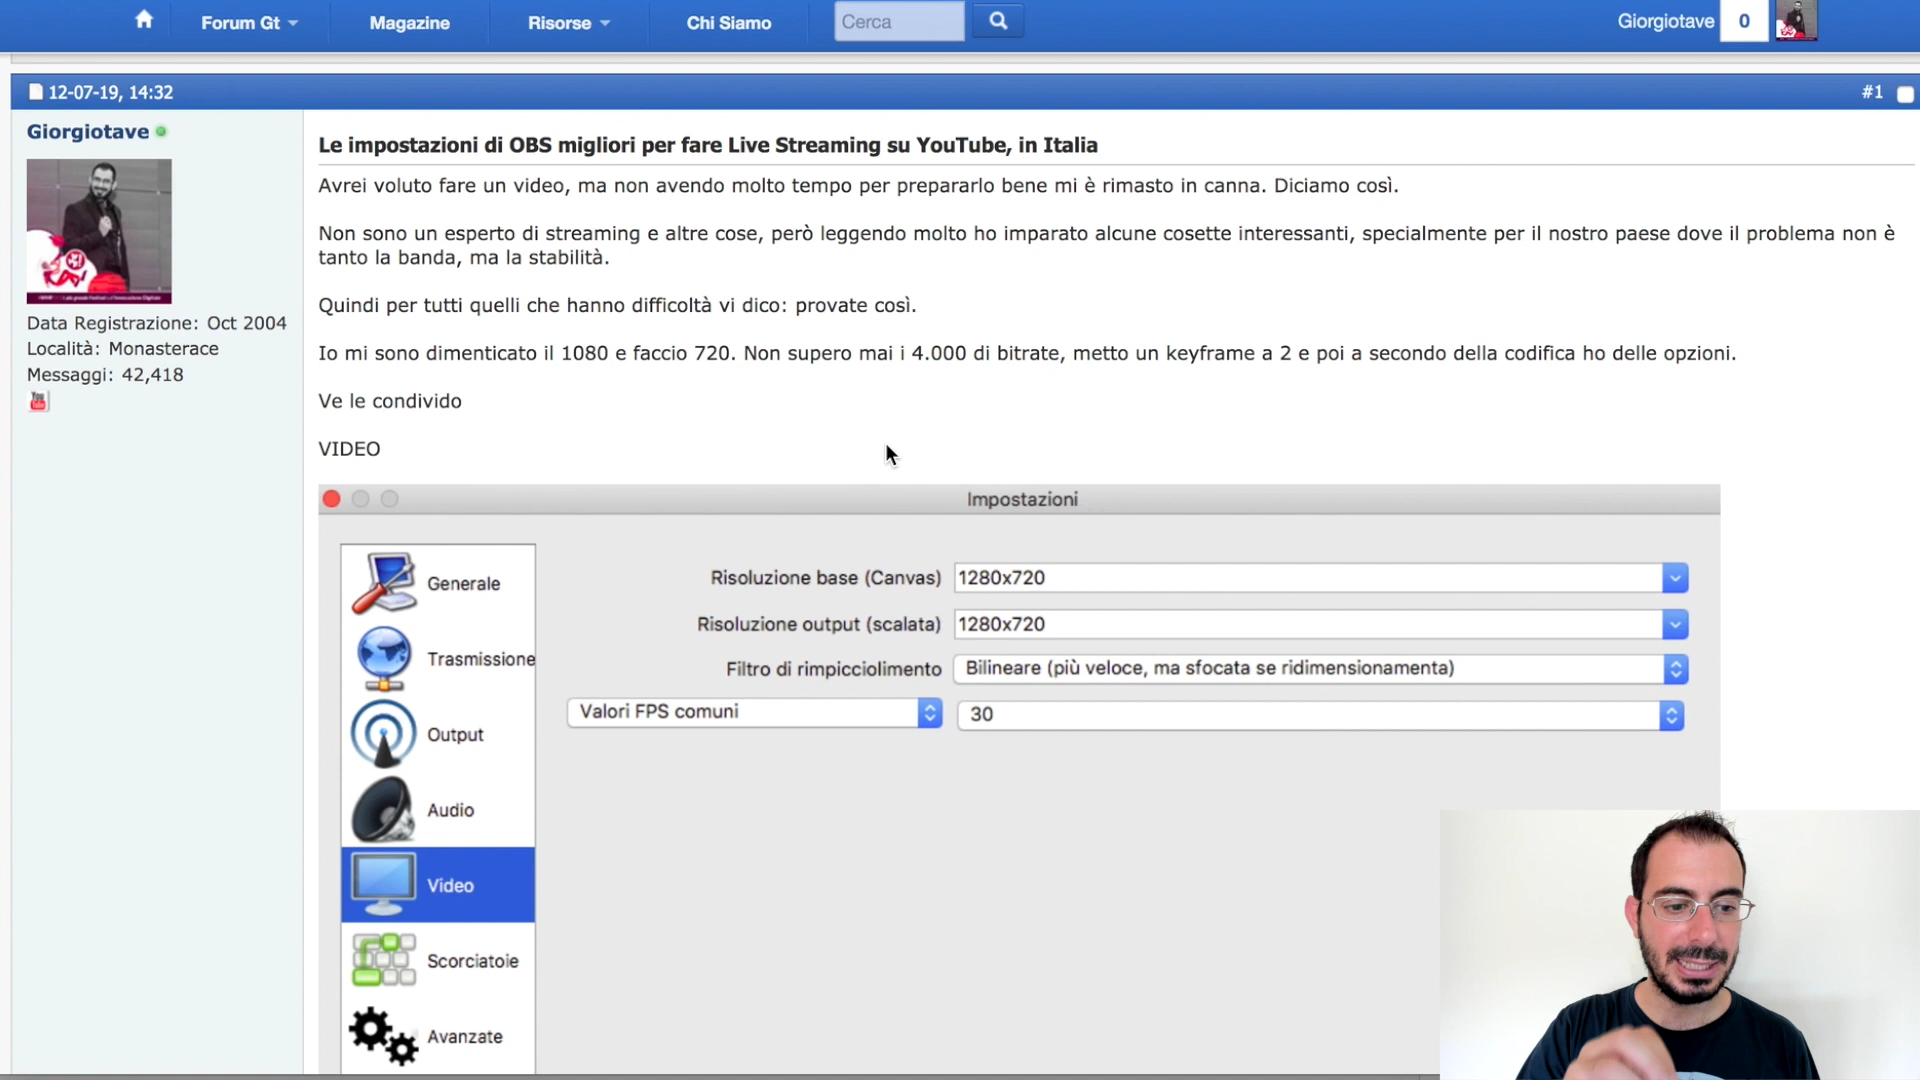 Forum Gt
Magazine
Risorse
Chi Siamo
Cerca
Giorgiotave
0
12-07-19, 14:32
#1
Giorgiotave
Data Registrazione: Oct 2004
Località: Monasterace
Messaggi: 42,418
You
Le impostazioni di OBS migliori per fare Live Streaming su YouTube, in Italia
Avrei voluto fare un video, ma non avendo molto tempo per prepararlo bene mi è rimasto in canna. Diciamo così.
Non sono un esperto di streaming e altre cose, però leggendo molto ho imparato alcune cosette interessanti, specialmente per il nostro paese dove il problema non è
tanto la banda, ma la stabilità.
Quindi per tutti quelli che hanno difficoltà vi dico: provate così.
Io mi sono dimenticato il 1080 e faccio 720. Non supero mai i 4.000 di bitrate, metto un keyframe a 2 e poi a secondo della codifica ho delle opzioni.
Ve le condivido
VIDEO
Impostazioni
Generale
Trasmissione
Output
Audio
Video
Scorciatoie
Avanzate
Risoluzione base (Canvas)
1280x720
Risoluzione output (scalata)
1280x720
Filtro di rimpicciolimento
Bilineare (più veloce, ma sfocata se ridimensionamenta)
Valori FPS comuni
30